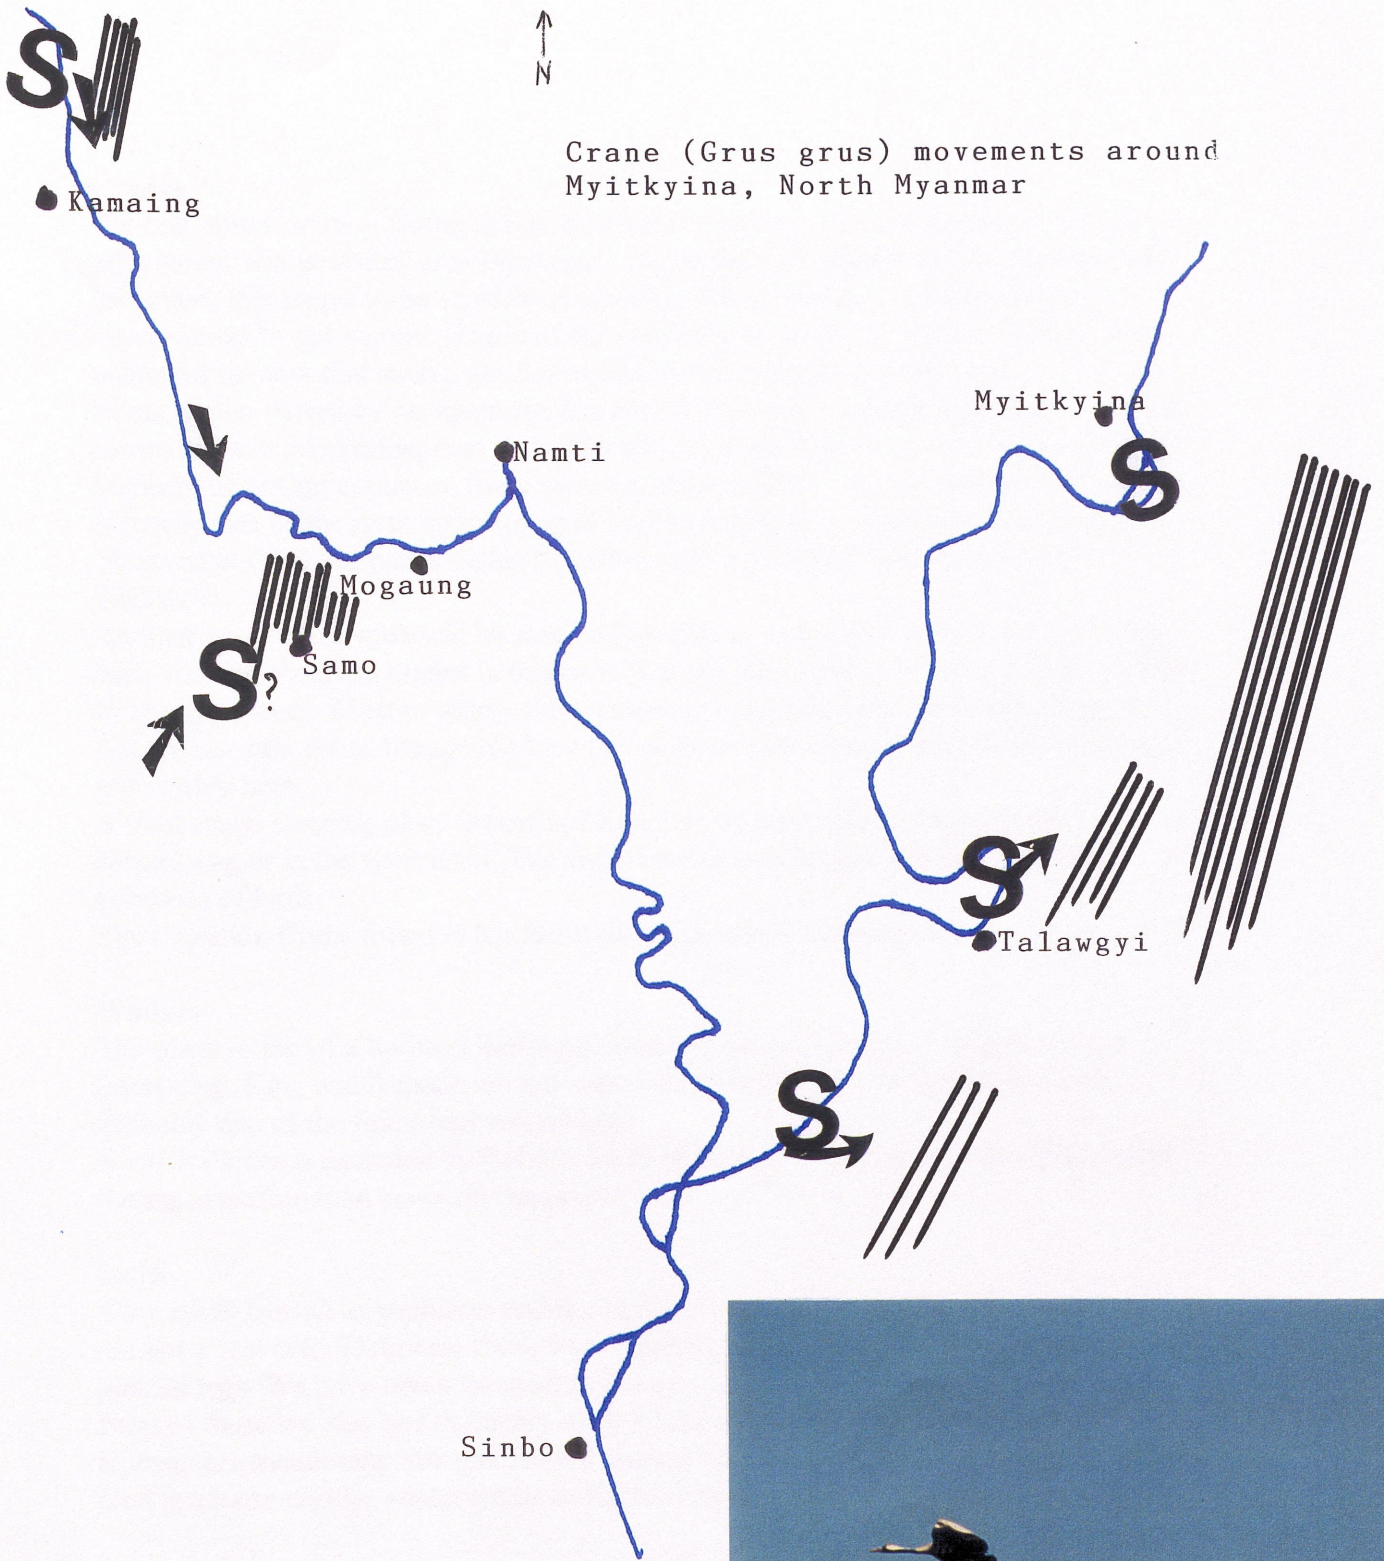 S
N
Crane (Grus grus) movements around
Myitkyina, North Myanmar
Kamaing
Myitkyina
Namti
S
Mogaung
S?
Samo
S
Talawgyi
S
Sinbo